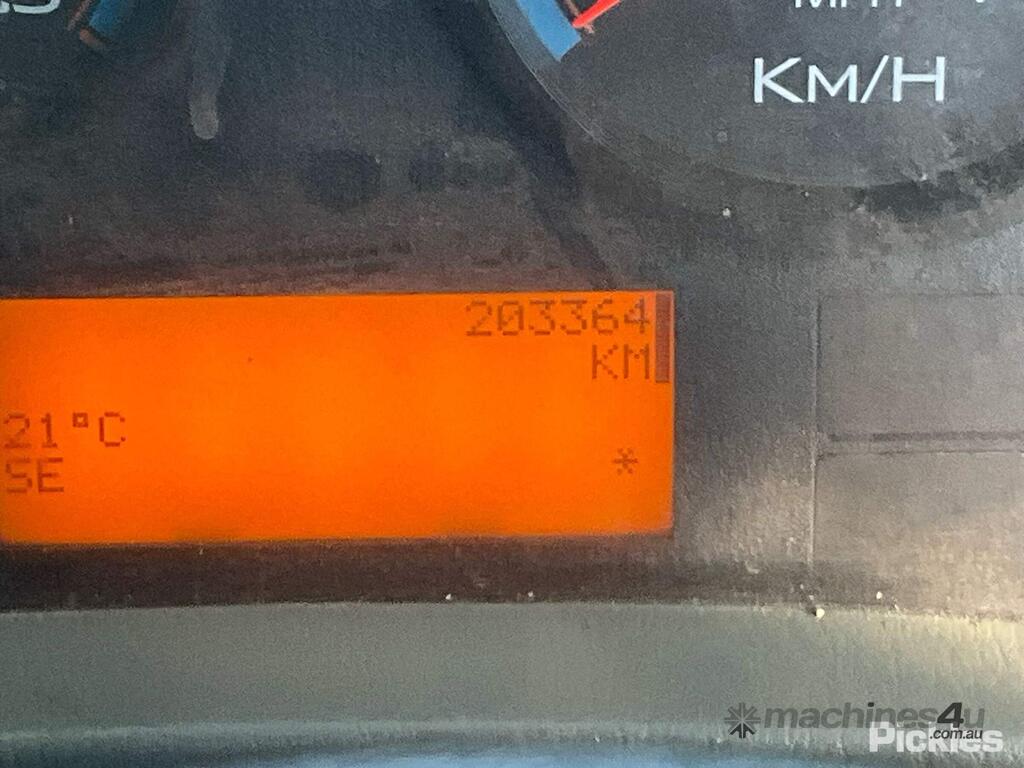 KM/H
203364
KM
21°C
SE *
machines4u
.com.au
Pickles